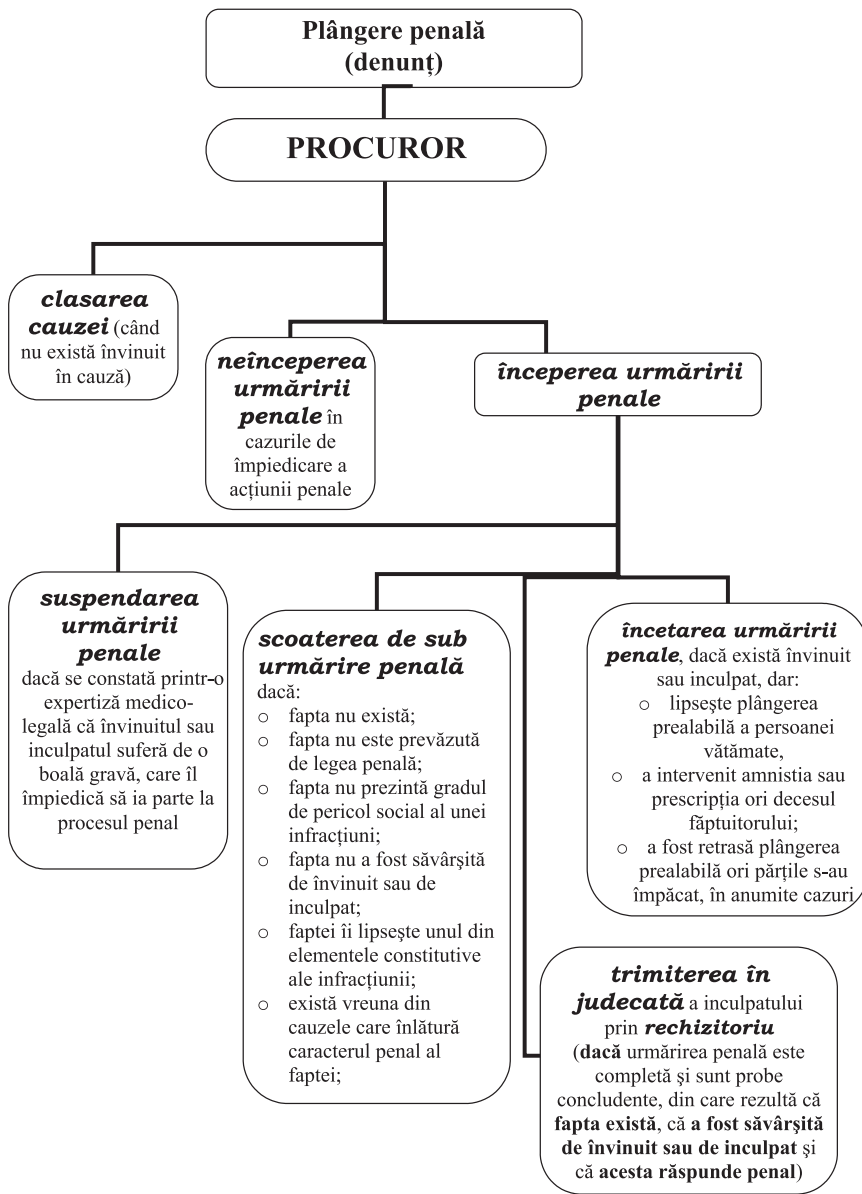 Plângere penală
(denunț)
PROCUROR
clasarea
cauzei (când
nu există învinuit
în cauză)
neînceperea
urmăririi
penale în
cazurile de
împiedicare a
acțiunii penale
începerea urmăririi
penale
suspendarea
urmăririi
penale
dacă se constată printr-o
expertiză medico-
legală că învinuitul sau
inculpatul suferă de o
boală gravă, care îl
împiedică să ia parte la
procesul penal
scoaterea de sub
urmărire penală
dacă:
o fapta nu există;
o fapta nu este prevăzută
de legea penală;
o fapta nu prezintă gradul
de pericol social al unei
infracțiuni;
o fapta nu a fost săvârșită
de învinuit sau de
inculpat;
o faptei îi lipsește unul din
elementele constitutive
ale infracțiunii;
o există vreuna din
cauzele care înlătură
caracterul penal al
faptei;
încetarea urmăririi
penale, dacă există învinuit
sau inculpat, dar:
o lipsește plângerea
prealabilă a persoanei
vătămate,
o a intervenit amnistia sau
prescripția ori decesul
făptuitorului;
o a fost retrasă plângerea
prealabilă ori părțile s-au
împăcat, în anumite cazuri
trimiterea în
judecată a inculpatului
prin rechizitoriu
(dacă urmărirea penală este
completă şi sunt probe
concludente, din care rezultă că
fapta există, că a fost săvârşită
de învinuit sau de inculpat şi
că acesta răspunde penal)